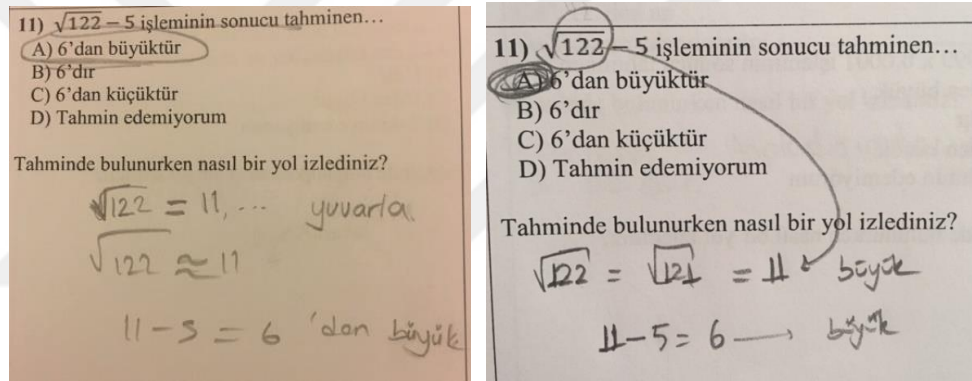 11) √122 – 5 işleminin sonucu tahminen…
A) 6’dan büyüktür
B) 6’dır
C) 6’dan küçüktür
D) Tahmin edemiyorum
Tahminde bulunurken nasıl bir yol izlediniz?
√122 = 11, ... yuvarla
√122 ≈ 11
11 - 5 = 6 'dan büyük
11) √122 – 5 işleminin sonucu tahminen…
A) 6’dan büyüktür
B) 6’dır
C) 6’dan küçüktür
D) Tahmin edemiyorum
Tahminde bulunurken nasıl bir yol izlediniz?
√122 = √121 = 11 büyük
11-5 = 6 → büyük